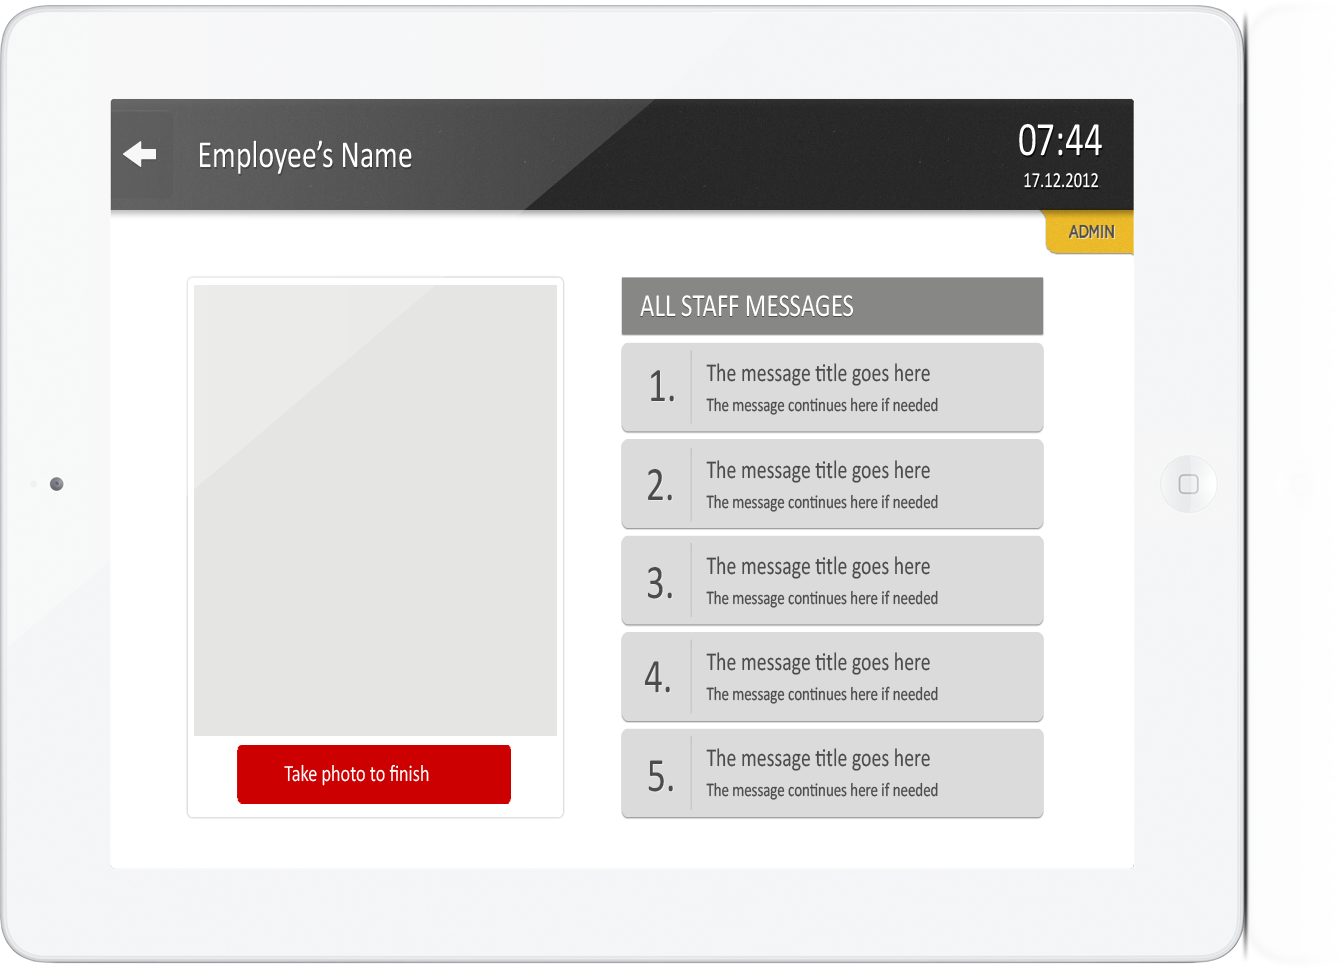 Employee’s Name
07:44
17.12.2012
ADMIN
ALL STAFF MESSAGES
1.
The message title goes here
The message continues here if needed
2.
The message title goes here
The message continues here if needed
3.
The message title goes here
The message continues here if needed
4.
The message title goes here
The message continues here if needed
5.
The message title goes here
The message continues here if needed
Take photo to finish